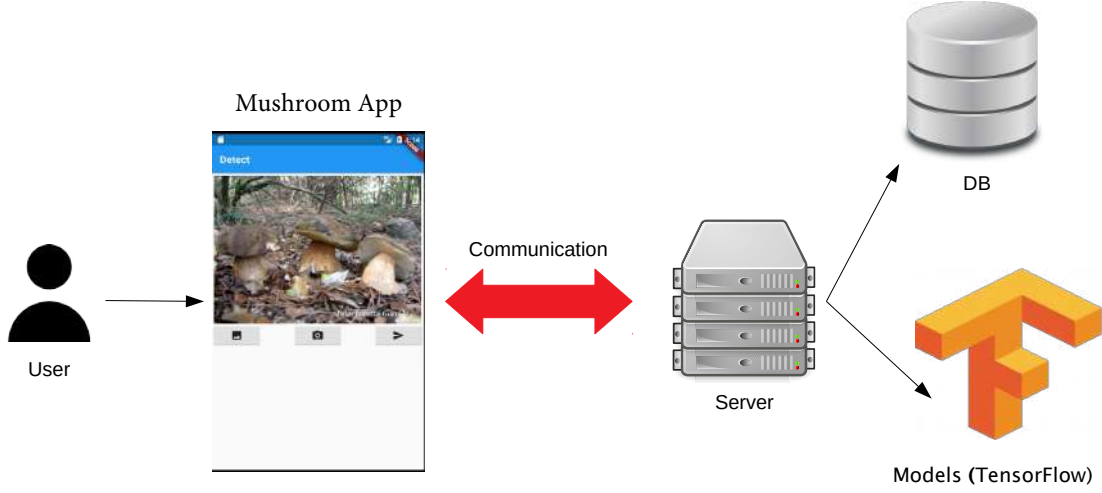 Mushroom App
Detect
Communication
User
Server
DB
Models (TensorFlow)